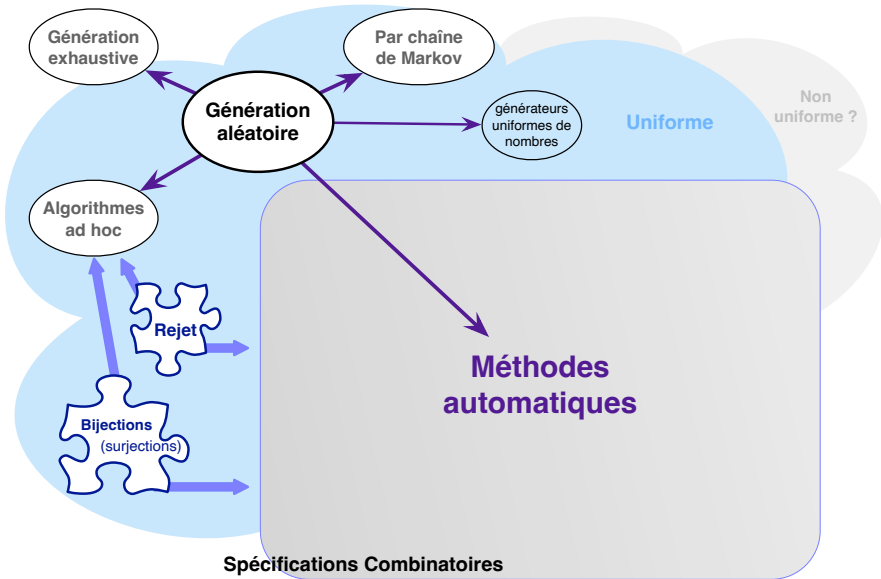 Génération
exhaustive
Par chaîne
de Markov
Génération
aléatoire
générateurs
uniformes de
nombres
Uniforme
Non
uniforme ?
Algorithmes
ad hoc
Rejet
Méthodes
automatiques
Bijections
(surjections)
Spécifications Combinatoires